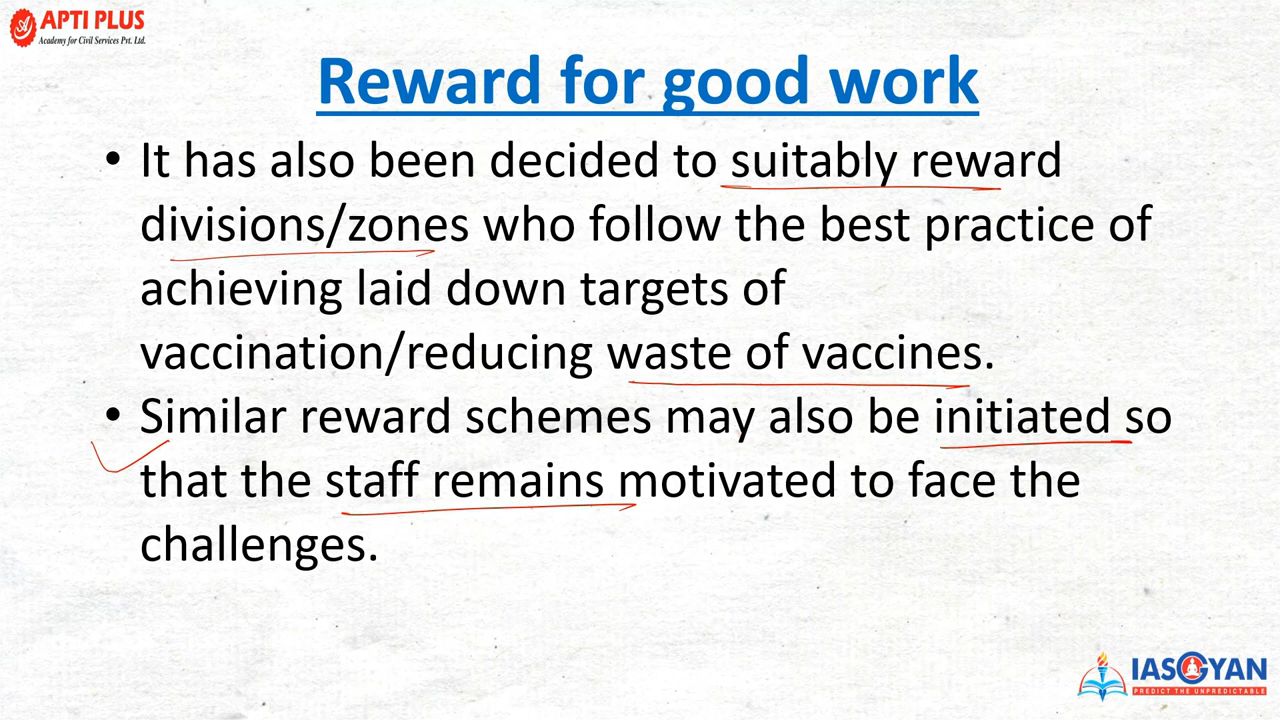 APTI PLUS
Academy for Civil Services Pvt. Ltd.
Reward for good work
• It has also been decided to suitably reward
divisions/zones who follow the best practice of
achieving laid down targets of
vaccination/reducing waste of vaccines.
• Similar reward schemes may also be initiated so
that the staff remains motivated to face the
challenges.
IASGYAN
PREDICT THE UNPREDICTABLE